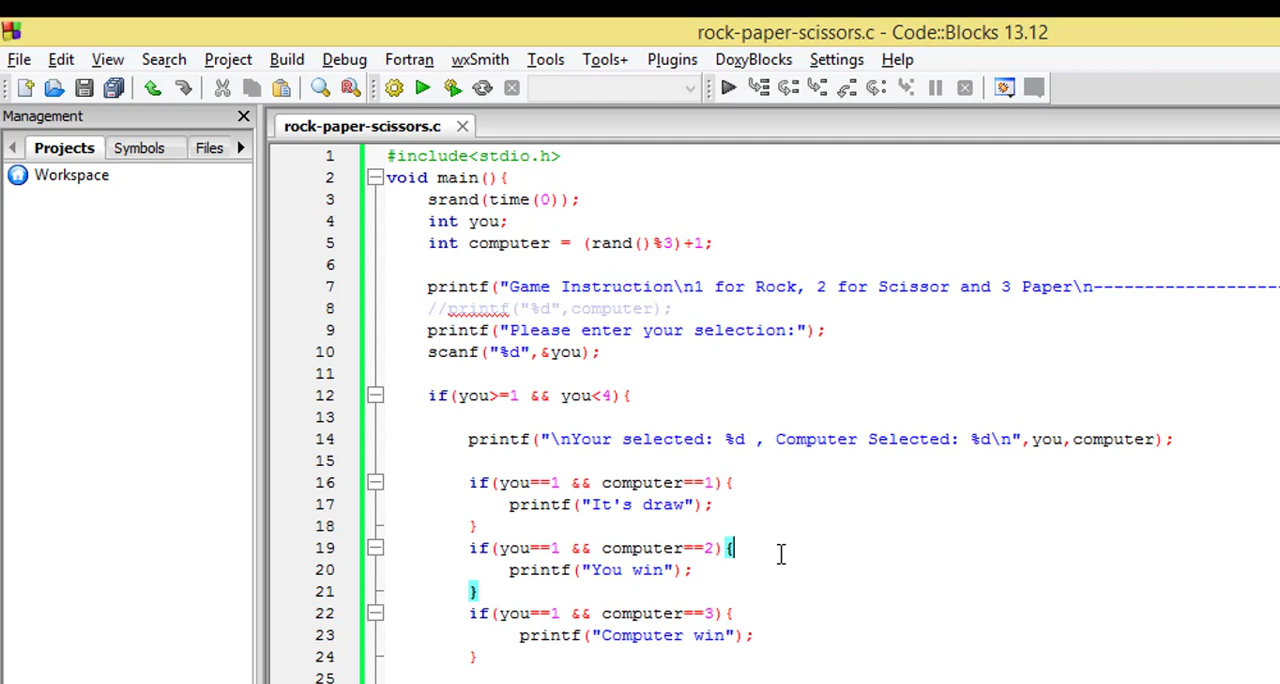 rock-paper-scissors.c - Code::Blocks 13.12
File Edit View Search Project Build Debug Fortran wxSmith Tools Tools+ Plugins DoxyBlocks Settings Help
Management
Projects Symbols Files
Workspace
rock-paper-scissors.c
1 #include<stdio.h>
2 void main(){
3 srand(time(0));
4 int you;
5 int computer = (rand()%3)+1;
6
7 printf("Game Instruction\n1 for Rock, 2 for Scissor and 3 Paper\n------------------
8 //printf("%d",computer);
9 printf("Please enter your selection:");
10 scanf("%d",&you);
11
12 if(you>=1 && you<4){
13
14 printf("\nYour selected: %d , Computer Selected: %d\n",you,computer);
15
16 if(you==1 && computer==1){
17 printf("It's draw");
18 }
19 if(you==1 && computer==2){
20 printf("You win");
21 }
22 if(you==1 && computer==3){
23 printf("Computer win");
24 }
25